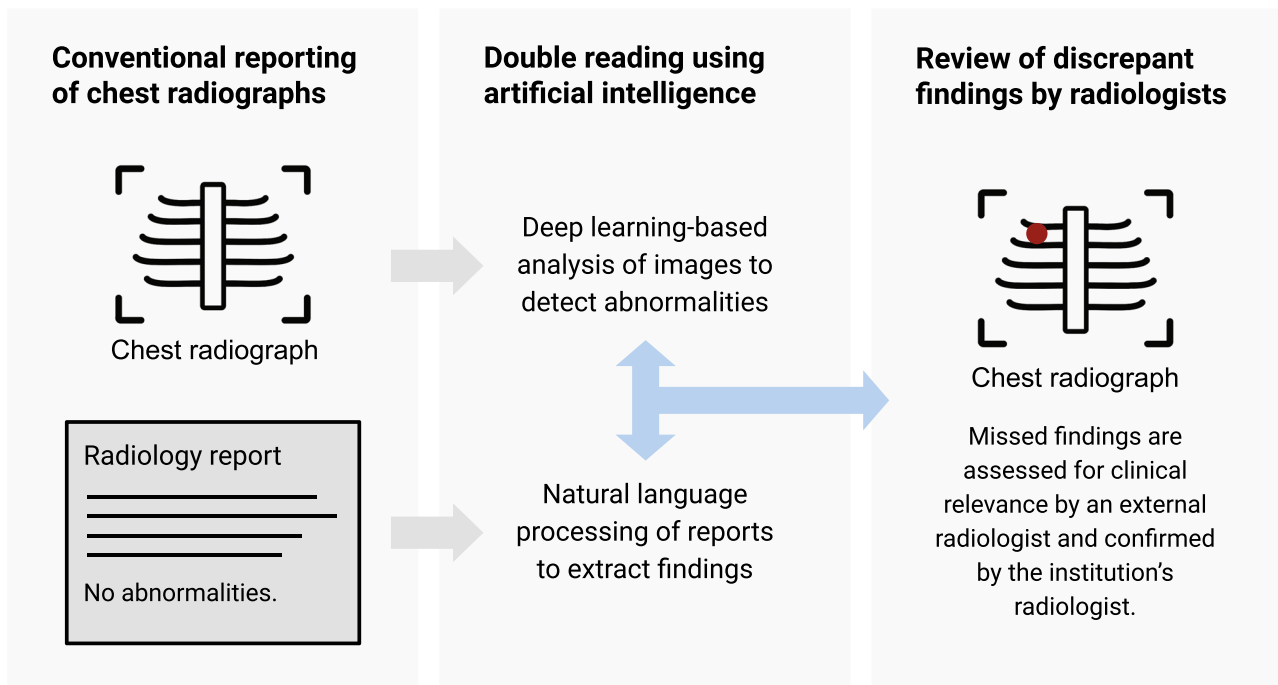 Conventional reporting
of chest radiographs
Chest radiograph
Radiology report
No abnormalities.
Double reading using
artificial intelligence
Deep learning-based
analysis of images to
detect abnormalities
Natural language
processing of reports
to extract findings
Review of discrepant
findings by radiologists
Chest radiograph
Missed findings are
assessed for clinical
relevance by an external
radiologist and confirmed
by the institution’s
radiologist.